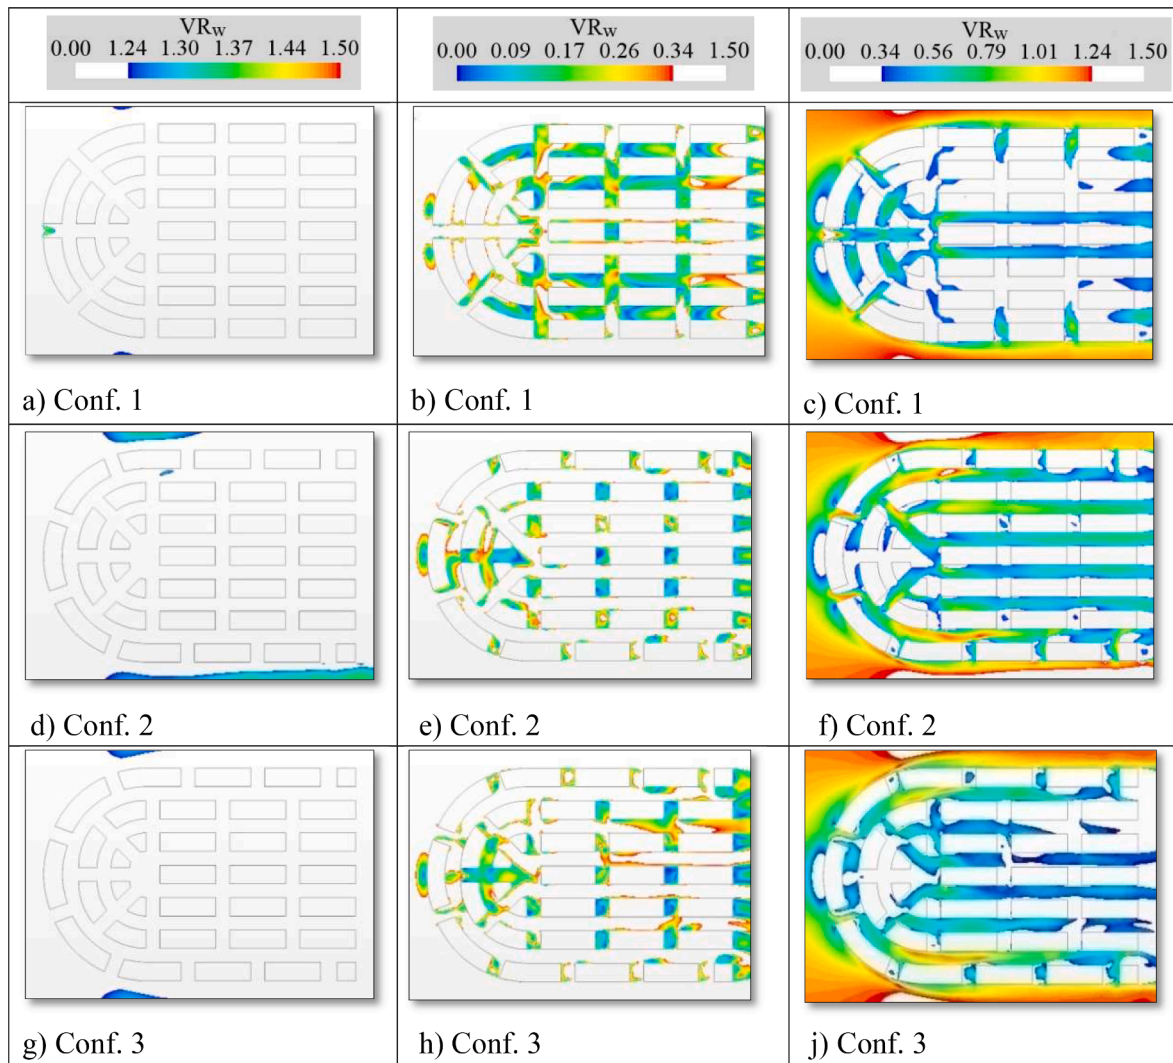 VRw
0.00 1.24 1.30 1.37 1.44 1.50
VRw
0.00 0.09 0.17 0.26 0.34 1.50
VRw
0.00 0.34 0.56 0.79 1.01 1.24 1.50
a) Conf. 1
b) Conf. 1
c) Conf. 1
d) Conf. 2
e) Conf. 2
f) Conf. 2
g) Conf. 3
h) Conf. 3
j) Conf. 3